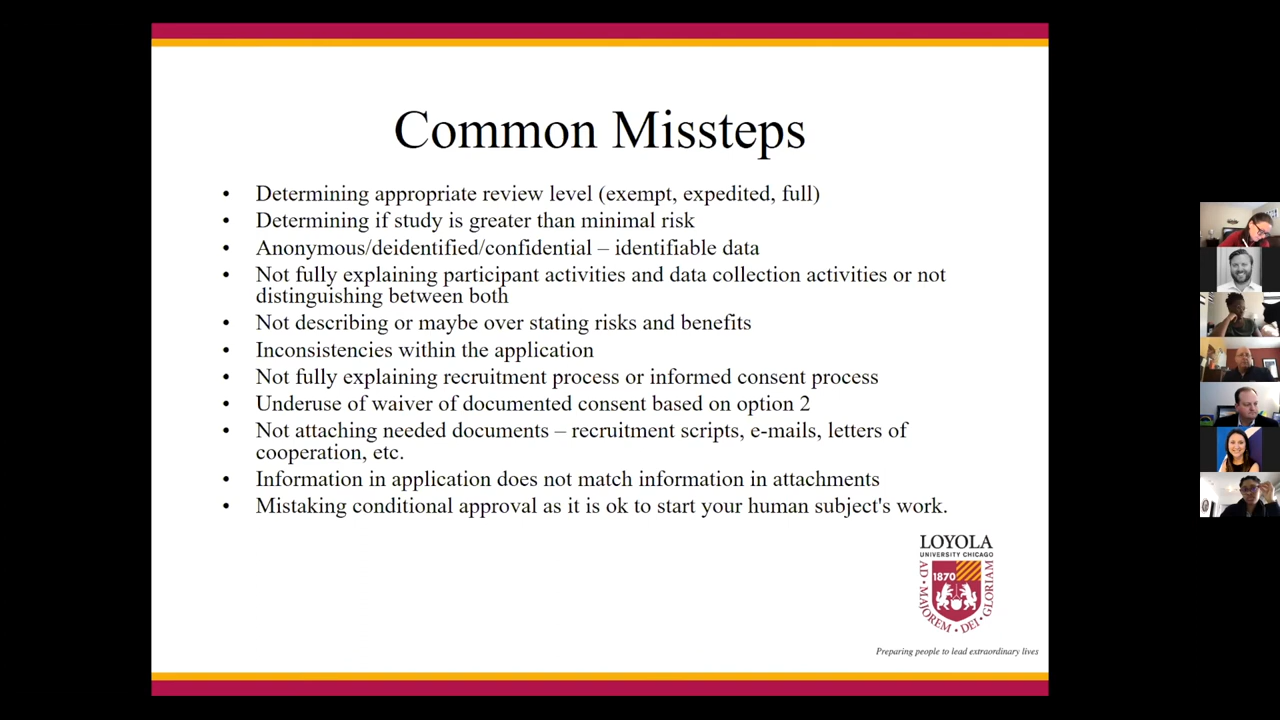 Common Missteps
• Determining appropriate review level (exempt, expedited, full)
• Determining if study is greater than minimal risk
• Anonymous/deidentified/confidential – identifiable data
• Not fully explaining participant activities and data collection activities or not
distinguishing between both
• Not describing or maybe over stating risks and benefits
• Inconsistencies within the application
• Not fully explaining recruitment process or informed consent process
• Underuse of waiver of documented consent based on option 2
• Not attaching needed documents – recruitment scripts, e-mails, letters of
cooperation, etc.
• Information in application does not match information in attachments
• Mistaking conditional approval as it is ok to start your human subject's work.
LOYOLA
UNIVERSITY CHICAGO
1870
AD • MAJOREM • DEI • GLORIAM
Preparing people to lead extraordinary lives